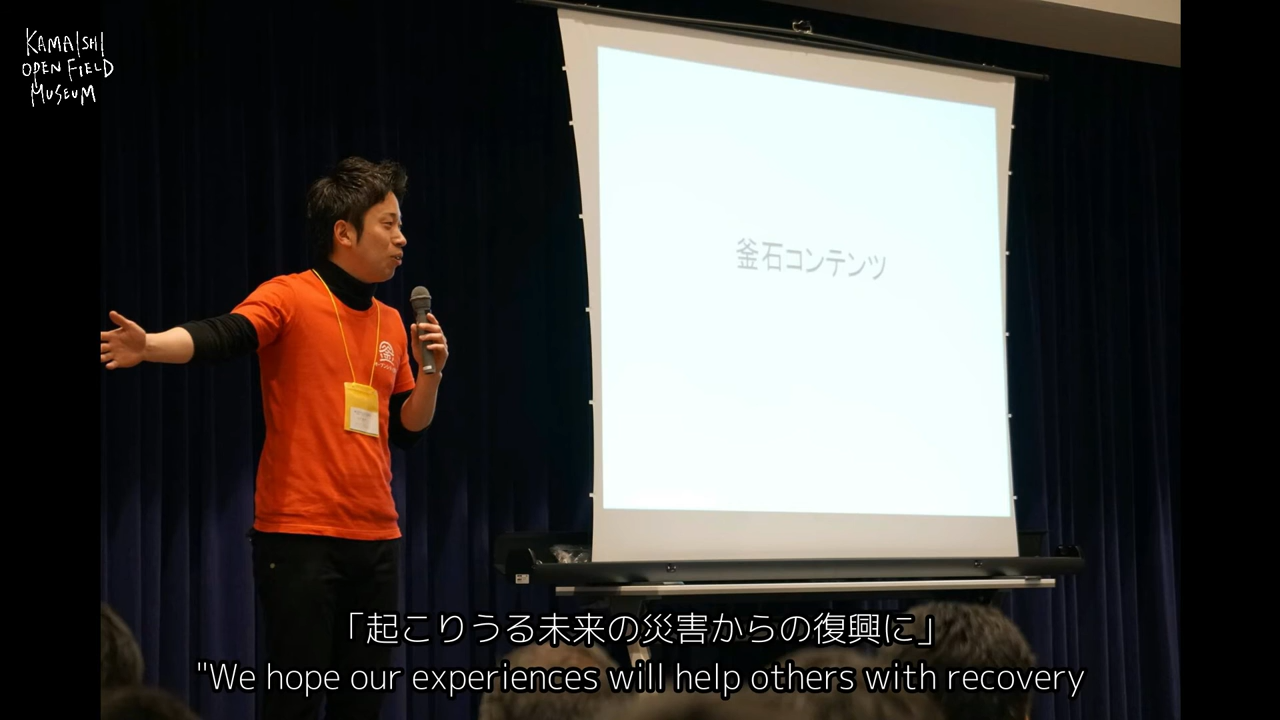 KAMAISHI
OPEN FIELD
MUSEUM
釜石コンテンツ
釜
「起こりうる未来の災害からの復興に」
"We hope our experiences will help others with recovery